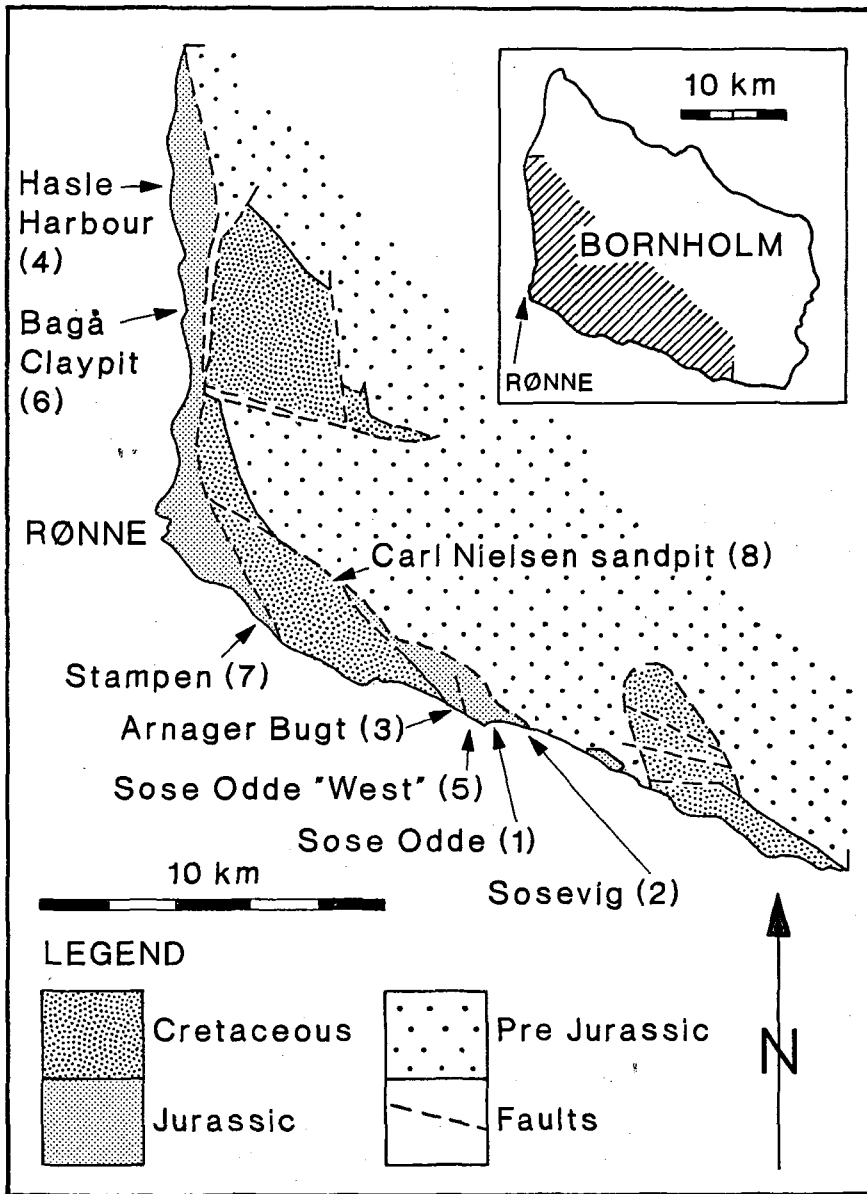 10 km
BORNHOLM
RØNNE
Hasle
Harbour
(4)
Bagå
Claypit
(6)
RØNNE
Carl Nielsen sandpit (8)
Stampen (7)
Arnager Bugt (3)
Sose Odde "West" (5)
Sose Odde (1)
Sosevig (2)
10 km
LEGEND
Cretaceous
Pre Jurassic
Jurassic
Faults
N